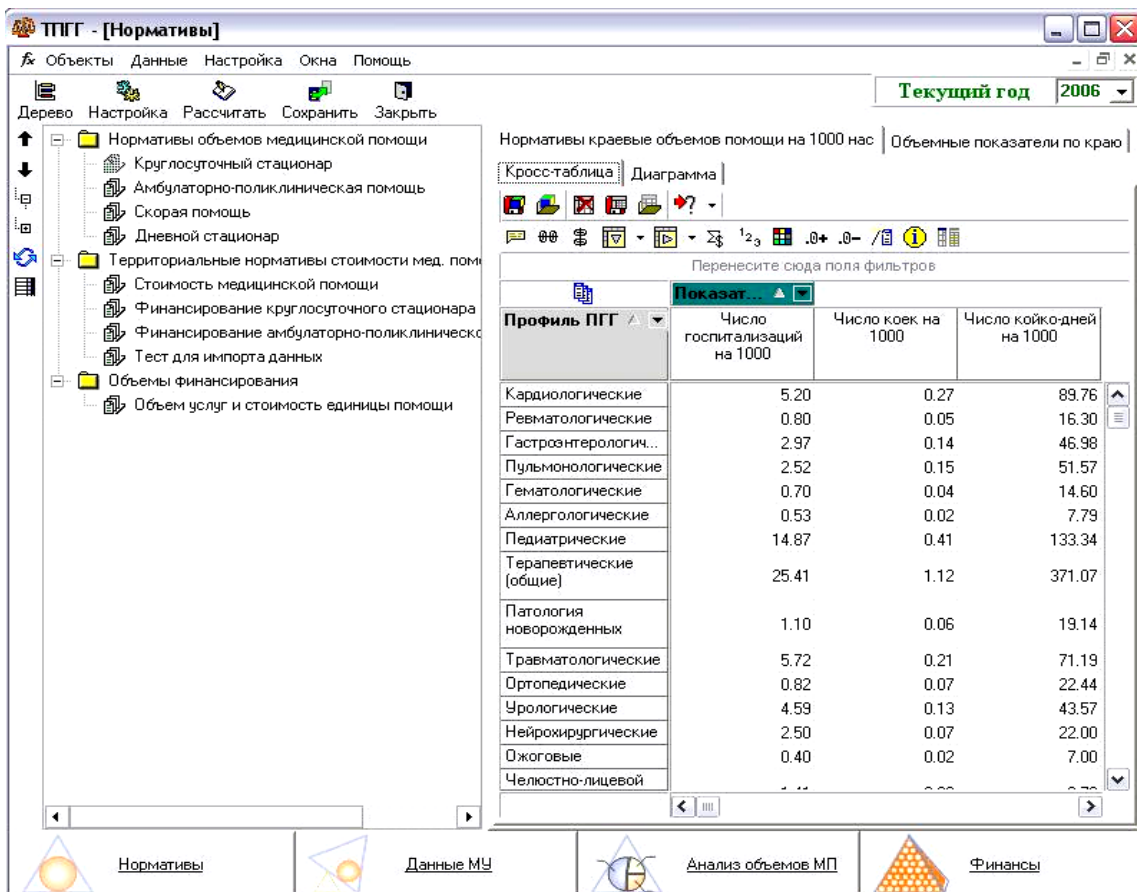 ТПГГ - [Нормативы]
fx Объекты Данные Настройка Окна Помощь
Дерево Настройка Рассчитать Сохранить Закрыть
Текущий год 2006
Нормативы объемов медицинской помощи
Круглосуточный стационар
Амбулаторно-поликлиническая помощь
Скорая помощь
Дневной стационар
Территориальные нормативы стоимости мед. пом
Стоимость медицинской помощи
Финансирование круглосуточного стационара
Финансирование амбулаторно-поликлиническо
Тест для импорта данных
Объемы финансирования
Объем услуг и стоимость единицы помощи
Нормативы краевые объемов помощи на 1000 нас Объемные показатели по краю
Кросс-таблица Диаграмма
Перенесите сюда поля фильтров
Показат...
Профиль ПГГ Число госпитализаций на 1000 Число коек на 1000 Число койко-дней на 1000
Кардиологические 5.20 0.27 89.76
Ревматологические 0.80 0.05 16.30
Гастроэнтерологич... 2.97 0.14 46.98
Пульмонологические 2.52 0.15 51.57
Гематологические 0.70 0.04 14.60
Аллергологические 0.53 0.02 7.79
Педиатрические 14.87 0.41 133.34
Терапевтические (общие) 25.41 1.12 371.07
Патология новорожденных 1.10 0.06 19.14
Травматологические 5.72 0.21 71.19
Ортопедические 0.82 0.07 22.44
Урологические 4.59 0.13 43.57
Нейрохирургические 2.50 0.07 22.00
Ожоговые 0.40 0.02 7.00
Челюстно-лицевой
Нормативы Данные МУ Анализ объемов МП Финансы